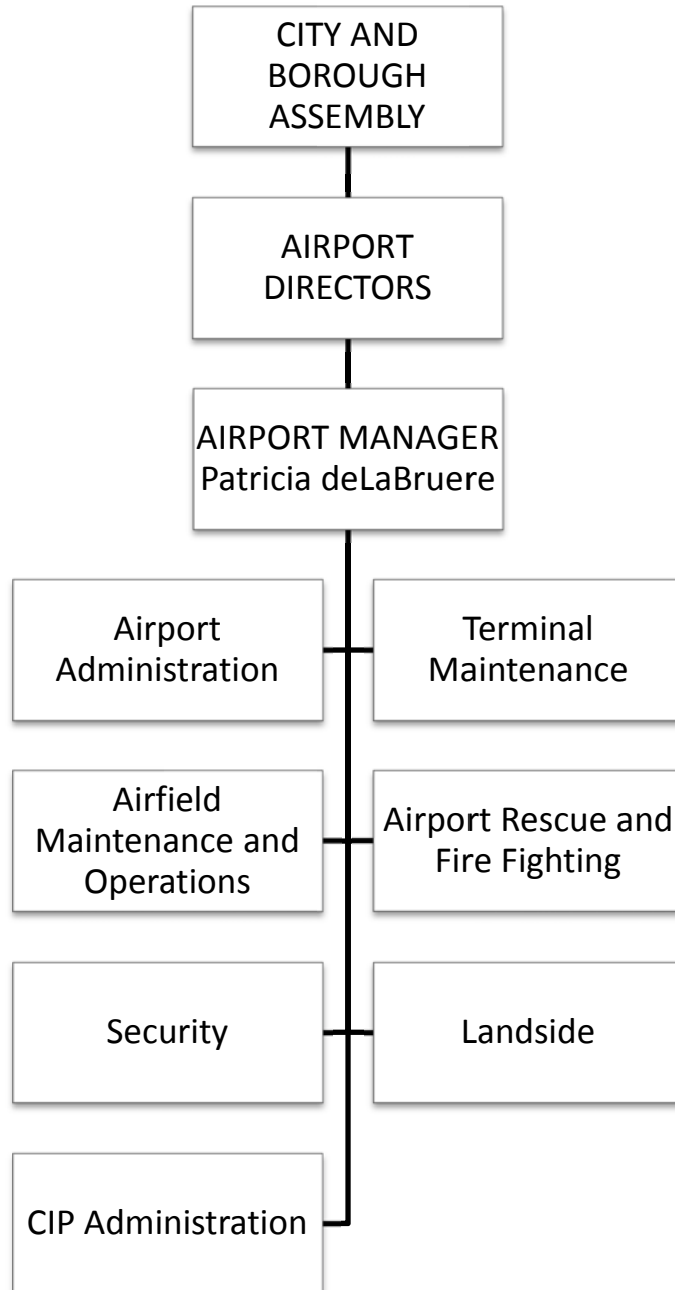 CITY AND
BOROUGH
ASSEMBLY
AIRPORT
DIRECTORS
AIRPORT MANAGER
Patricia deLaBruere
Airport
Administration
Terminal
Maintenance
Airfield
Maintenance and
Operations
Airport Rescue and
Fire Fighting
Security
Landside
CIP Administration